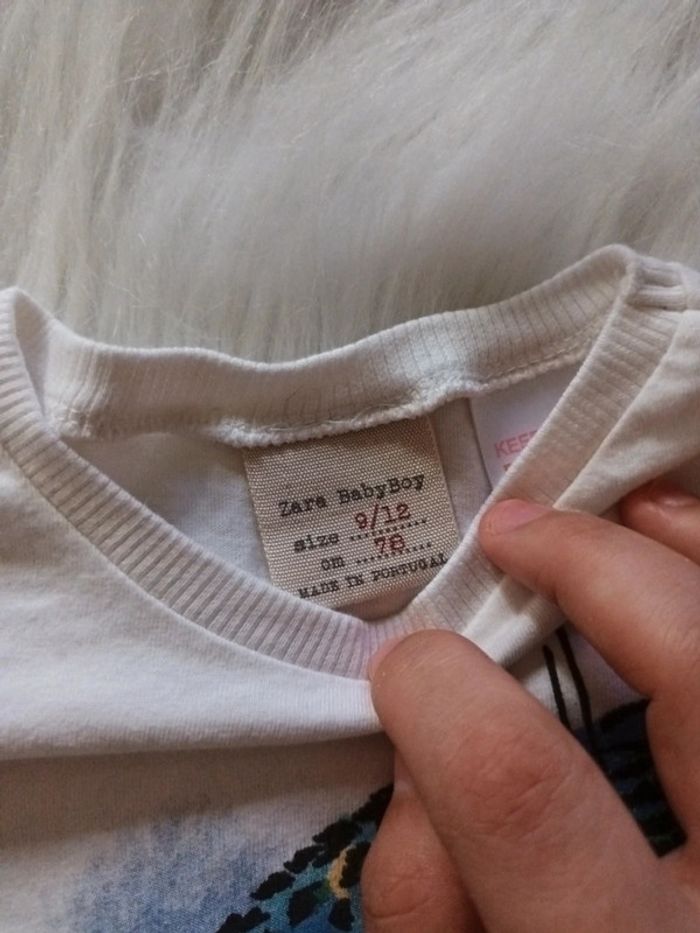 Zara BabyBoy
size 9/12
cm 78
MADE IN PORTUGAL